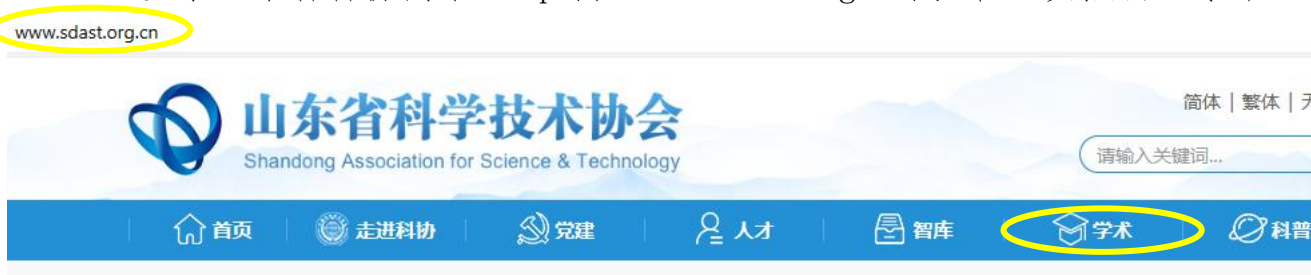 www.sdast.org.cn
山东省科学技术协会
Shandong Association for Science & Technology
简体 | 繁体 |
请输入关键词...
首页 走进科协 党建 人才 智库 学术 科普